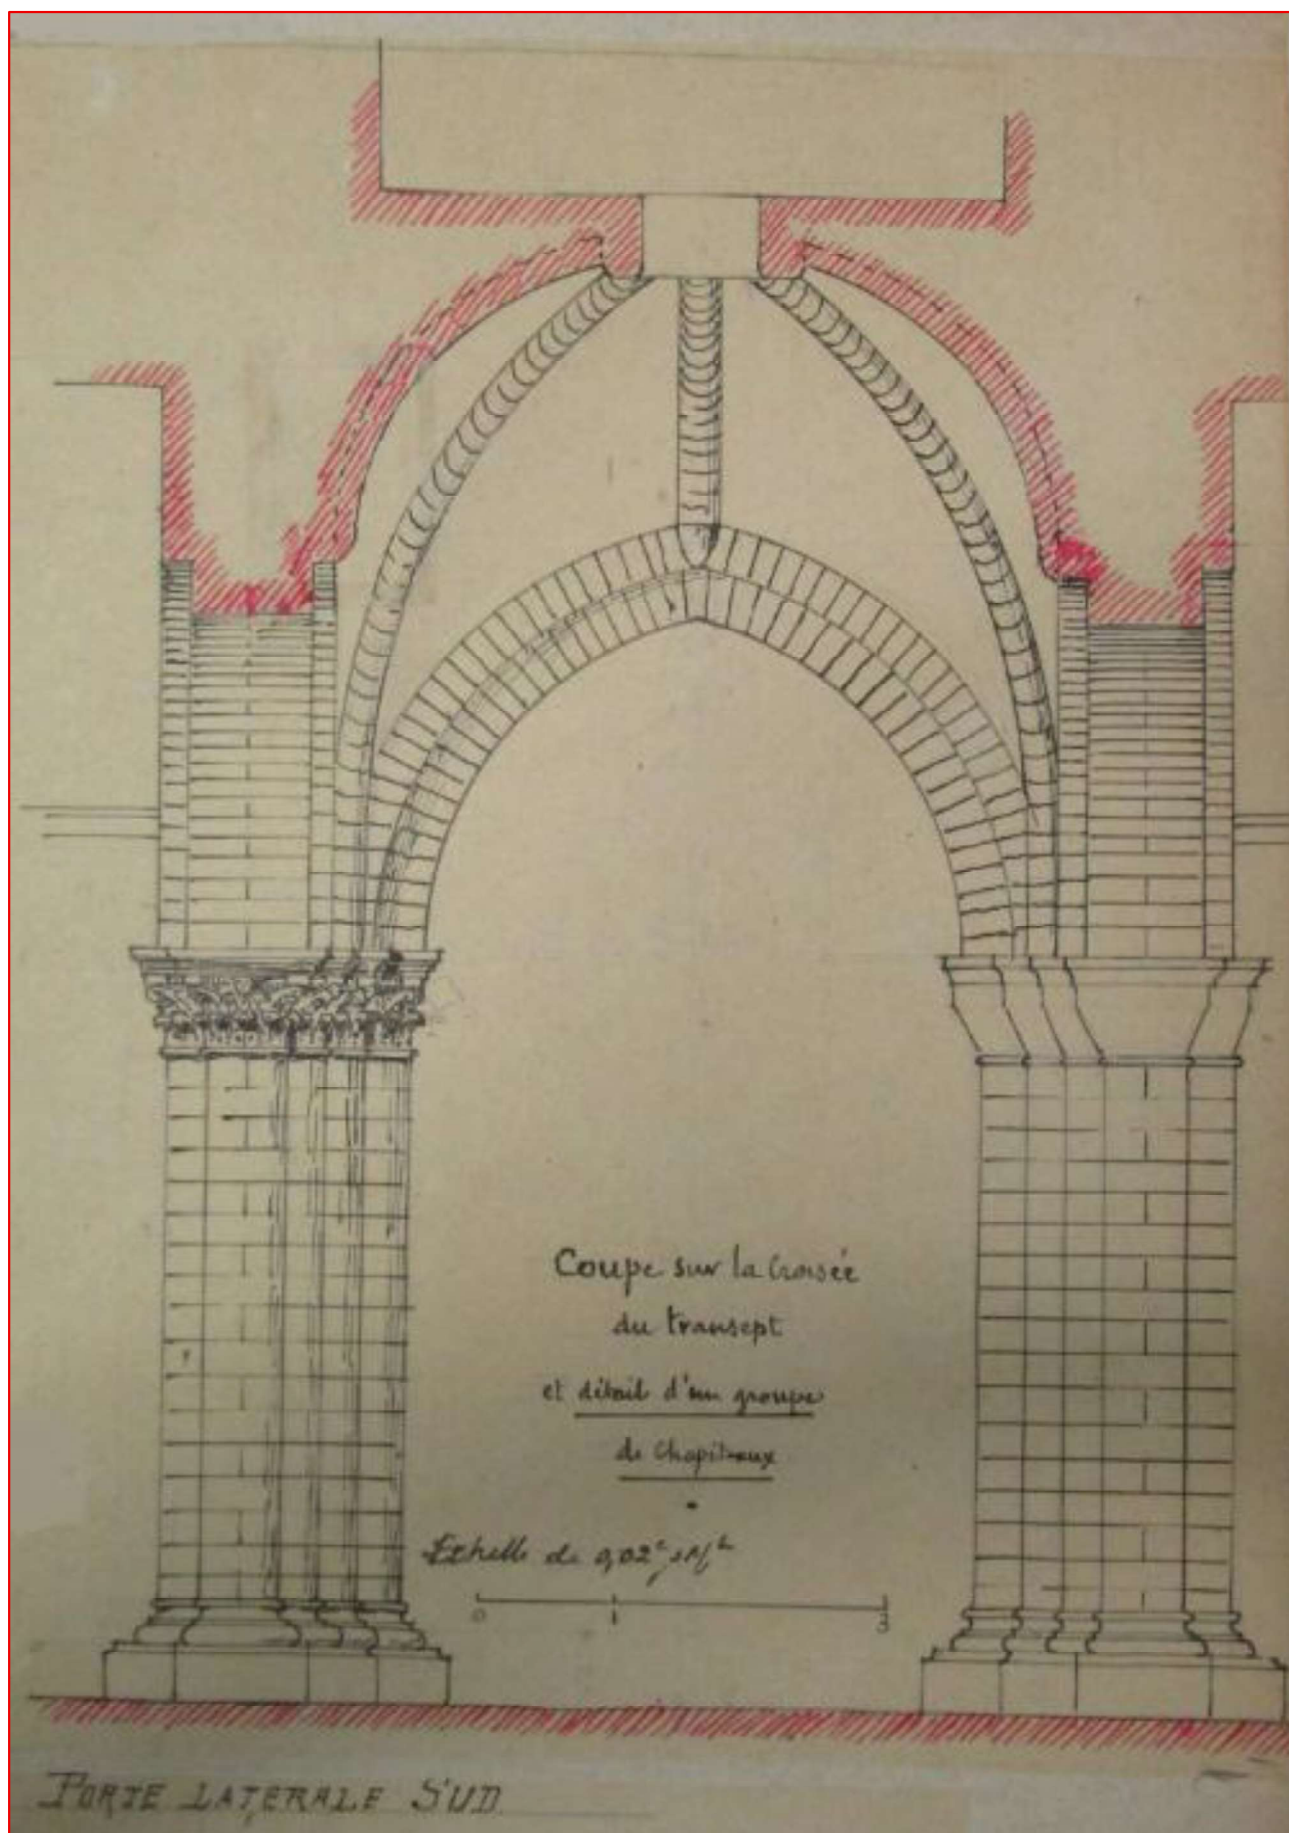 Coupe sur la Croisée
du transept
et détail d'un groupe
de Chapiteaux
Echelle de 0,02
0 1 3
PORTE LATERALE SUD